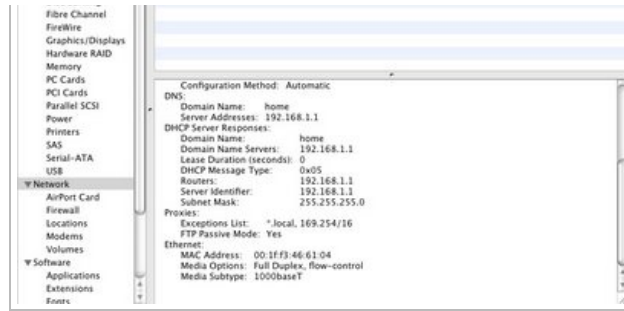 Fibre Channel
FireWire
Graphics/Displays
Hardware RAID
Memory
PC Cards
PCI Cards
Parallel SCSI
Power
Printers
SAS
Serial-ATA
USB
Network
AirPort Card
Firewall
Locations
Modems
Volumes
Software
Applications
Extensions
Fonts
Configuration Method: Automatic
DNS:
Domain Name: home
Server Addresses: 192.168.1.1
DHCP Server Responses:
Domain Name: home
Domain Name Servers: 192.168.1.1
Lease Duration (seconds): 0
DHCP Message Type: 0x05
Routers: 192.168.1.1
Server Identifier: 192.168.1.1
Subnet Mask: 255.255.255.0
Proxies:
Exceptions List: *.local, 169.254/16
FTP Passive Mode: Yes
Ethernet:
MAC Address: 00:1f:f3:46:61:04
Media Options: Full Duplex, flow-control
Media Subtype: 1000baseT